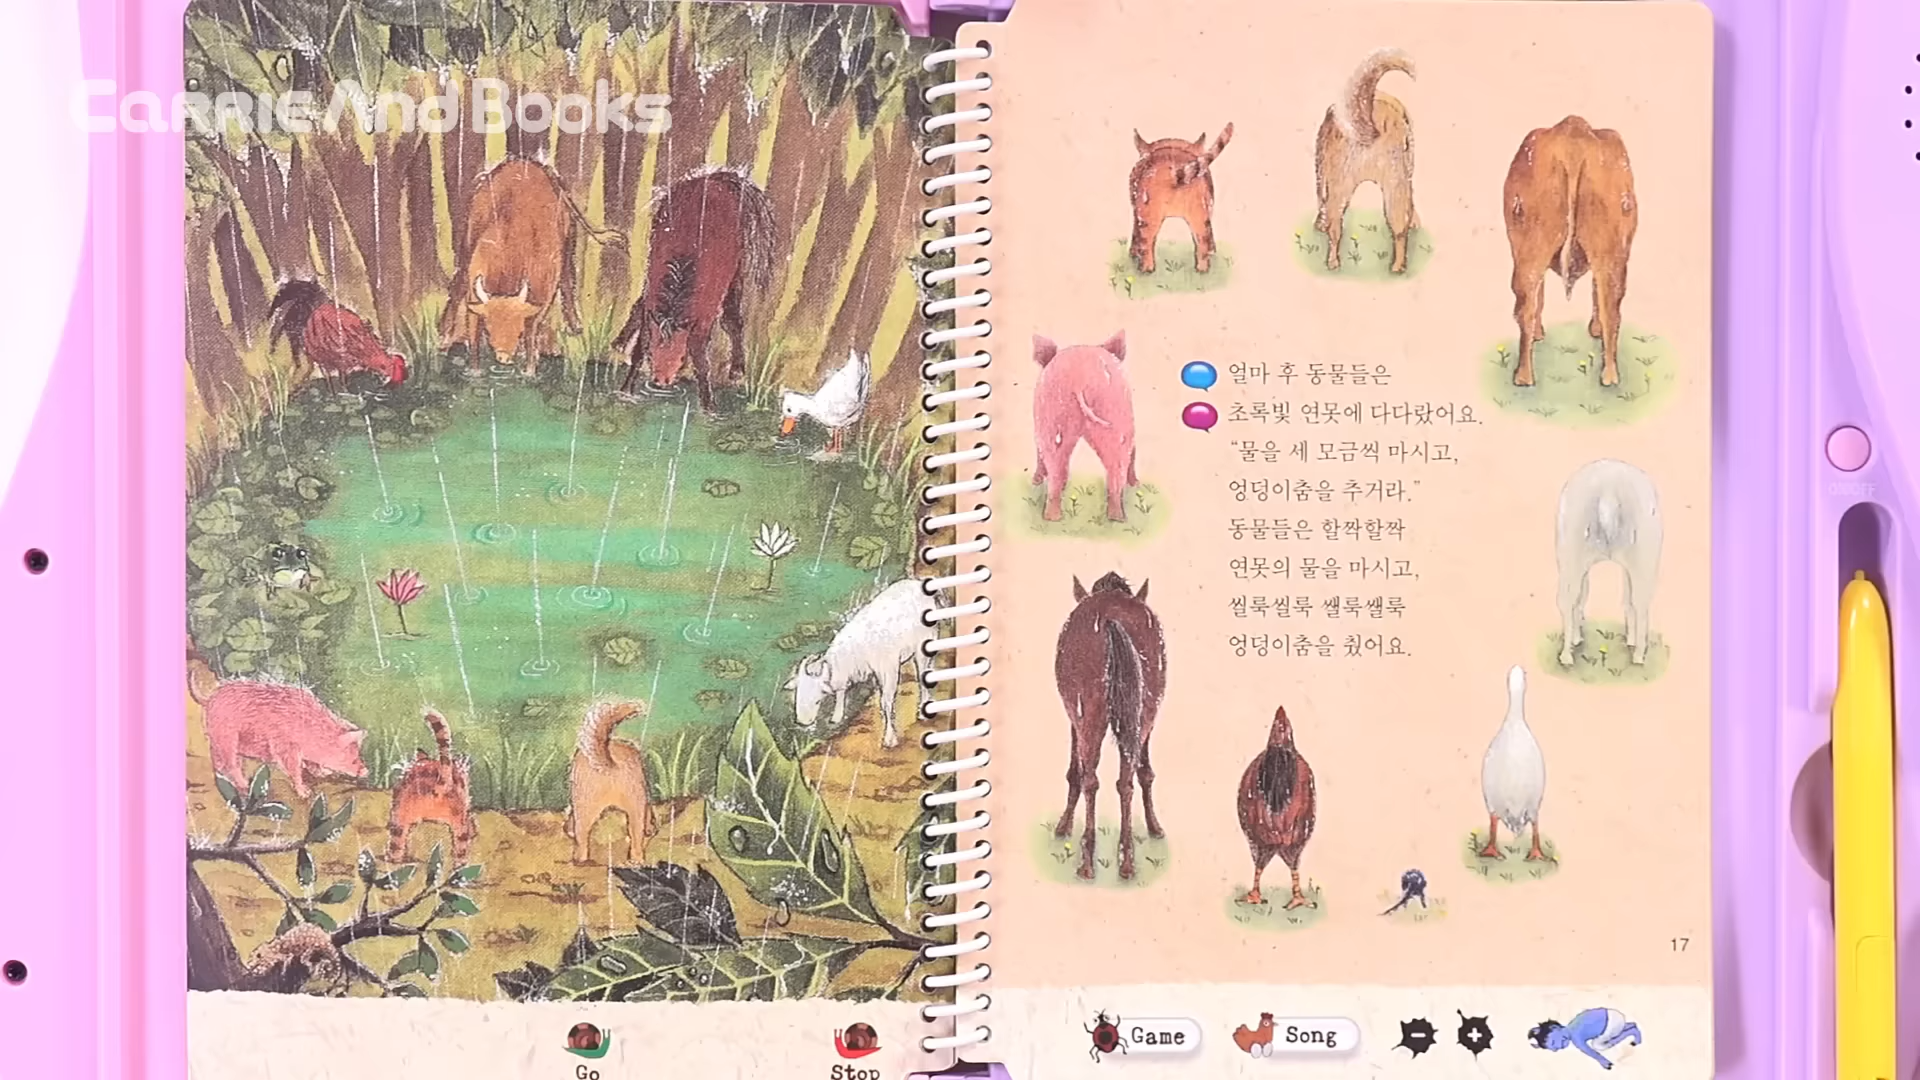 CarrieAndBooks
얼마 후 동물들은
초록빛 연못에 다다랐어요.
“물을 세 모금씩 마시고,
엉덩이춤을 추거라.”
동물들은 할짝할짝
연못의 물을 마시고,
씰룩씰룩 쌜룩쌜룩
엉덩이춤을 췄어요.
17
Go
Stop
Game
Song
ON/OFF